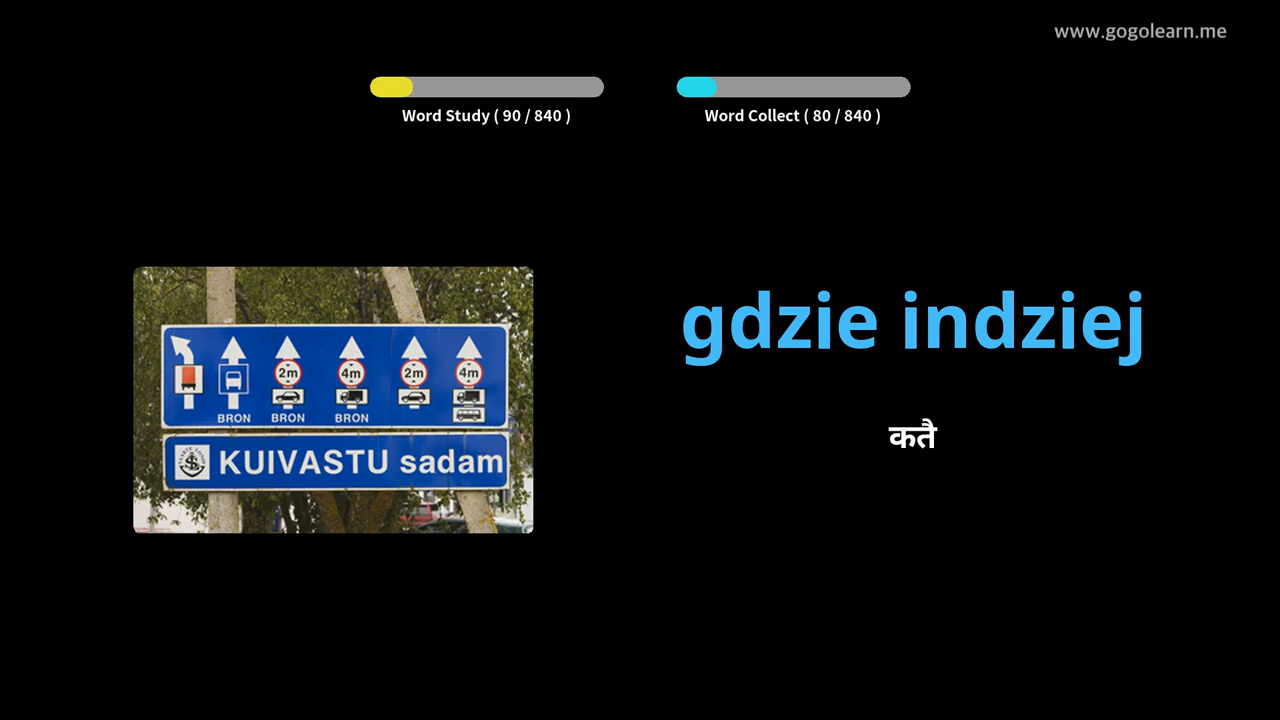 www.gogolearn.me
Word Study ( 90 / 840 )
Word Collect ( 80 / 840 )
2m 4m 2m 4m
BRON BRON BRON
KUIVASTU sadam
gdzie indziej
कतै